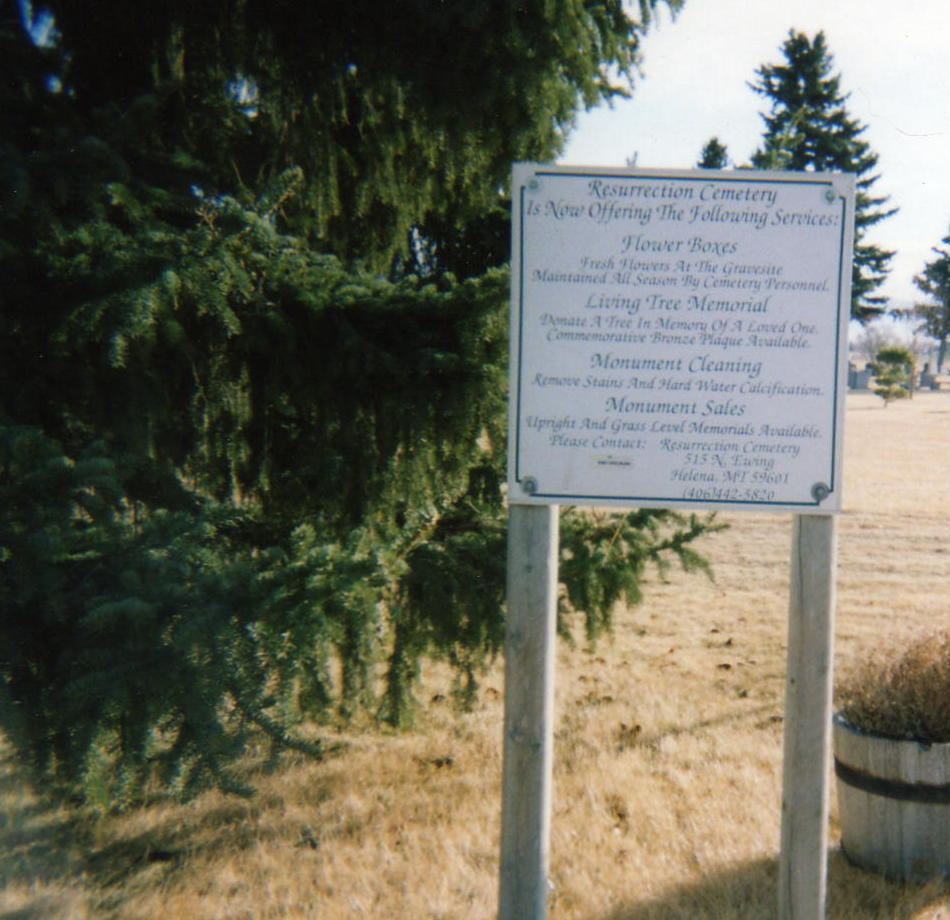 Resurrection Cemetery
Is Now Offering The Following Services:
Flower Boxes
Fresh Flowers At The Gravesite
Maintained All Season By Cemetery Personnel.
Living Tree Memorial
Donate A Tree In Memory Of A Loved One.
Commemorative Bronze Plaque Available.
Monument Cleaning
Remove Stains And Hard Water Calcification.
Monument Sales
Upright And Grass Level Memorials Available.
Please Contact: Resurrection Cemetery
515 N. Ewing
Helena, MT 59601
(406)442-5820